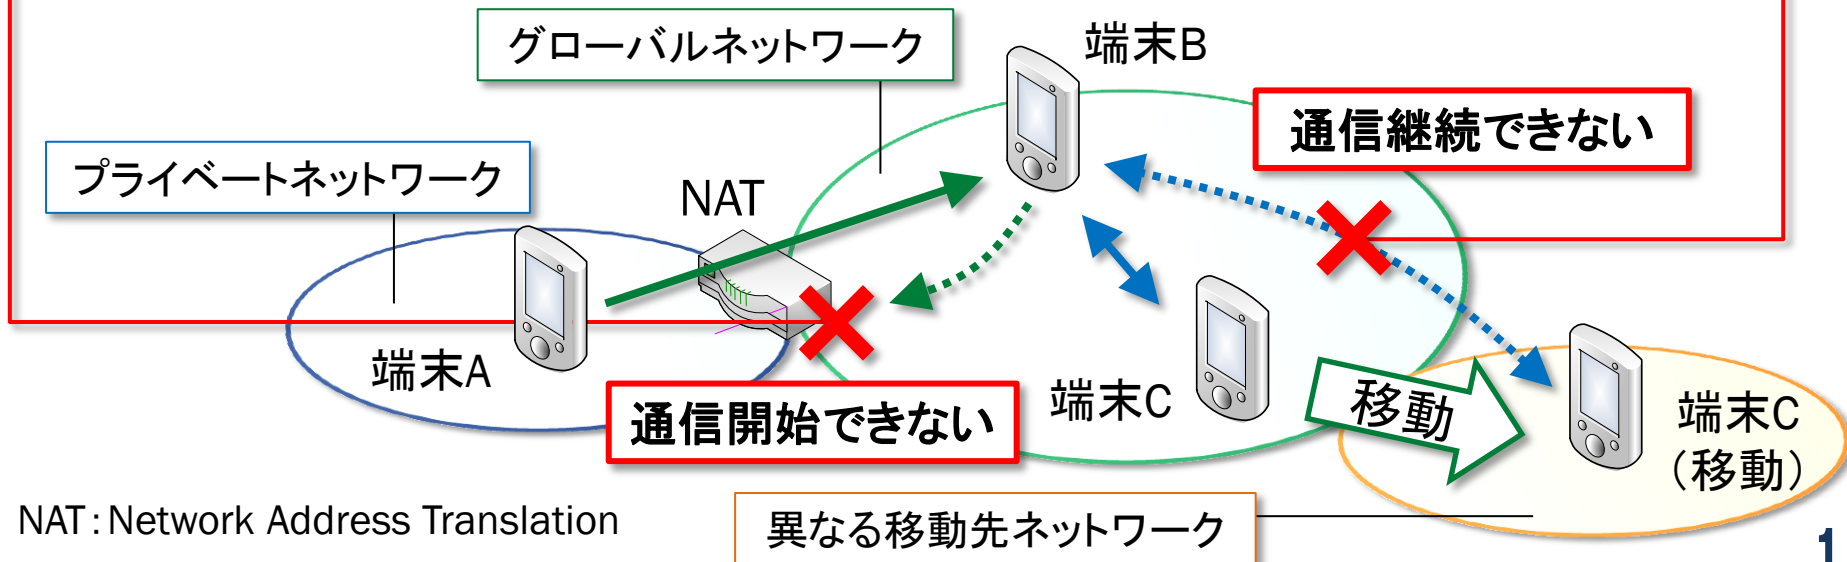 グローバルネットワーク
端末B
通信継続できない
プライベートネットワーク
NAT
端末A
通信開始できない
端末C
移動
端末C
（移動）
NAT：Network Address Translation
異なる移動先ネットワーク
1